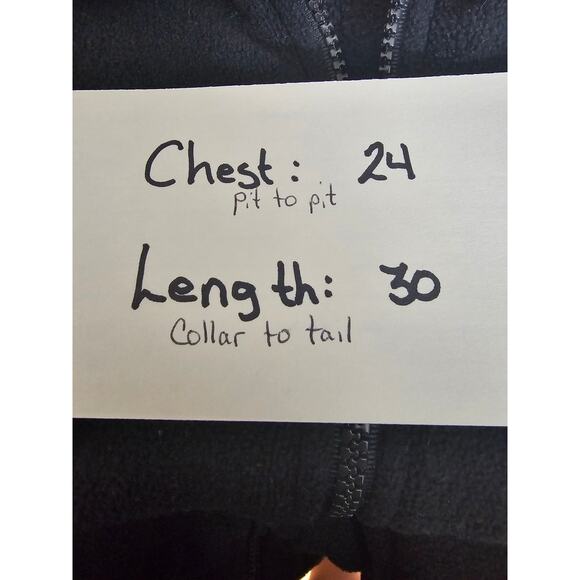 Chest: 24
pit to pit
Length: 30
Collar to tail